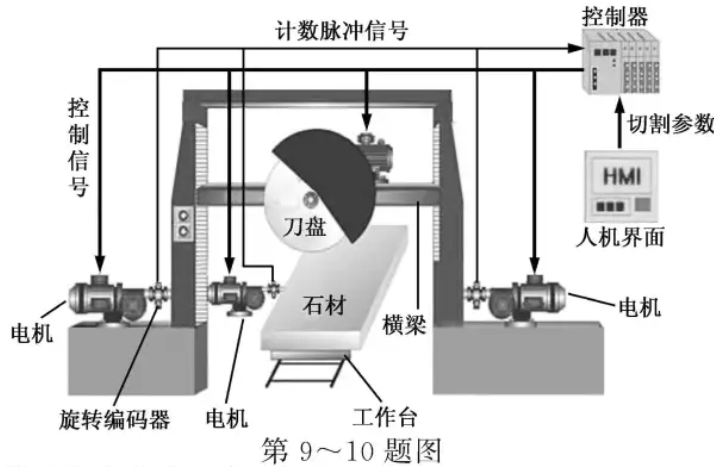 控制器
计数脉冲信号
控制信号
切割参数
HMI
人机界面
刀盘
石材
横梁
电机
电机
旋转编码器
电机
工作台
第9～10题图